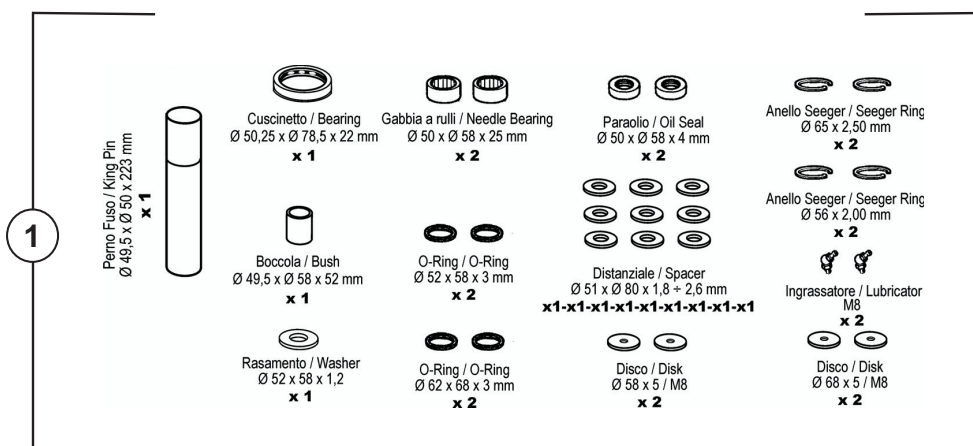 1
Perno Fuso / King Pin
Ø 49,5 x Ø 50 x 223 mm
x 1
Cuscinetto / Bearing
Ø 50,25 x Ø 78,5 x 22 mm
x 1
Boccola / Bush
Ø 49,5 x Ø 58 x 52 mm
x 1
Rasamento / Washer
Ø 52 x 58 x 1,2
x 1
Gabbia a rulli / Needle Bearing
Ø 50 x Ø 58 x 25 mm
x 2
O-Ring / O-Ring
Ø 52 x 58 x 3 mm
x 2
O-Ring / O-Ring
Ø 62 x 68 x 3 mm
x 2
Paraolio / Oil Seal
Ø 50 x Ø 58 x 4 mm
x 2
Distanziale / Spacer
Ø 51 x Ø 80 x 1,8 ÷ 2,6 mm
x1-x1-x1-x1-x1-x1-x1-x1-x1
Disco / Disk
Ø 58 x 5 / M8
x 2
Anello Seeger / Seeger Ring
Ø 65 x 2,50 mm
x 2
Anello Seeger / Seeger Ring
Ø 56 x 2,00 mm
x 2
Ingrassatore / Lubricator
M8
x 2
Disco / Disk
Ø 68 x 5 / M8
x 2